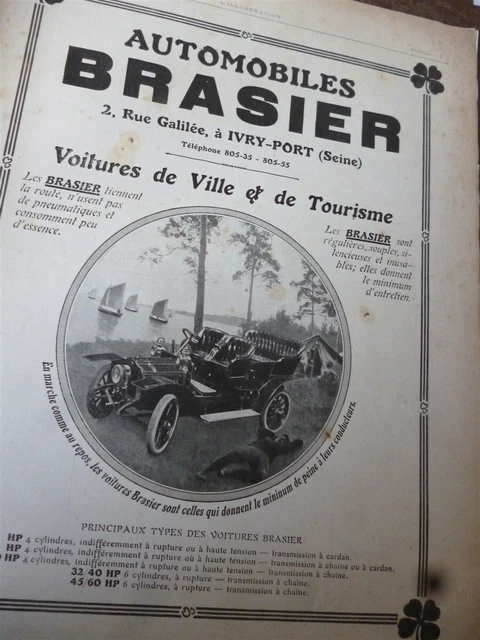 L'ILLUSTRATION
AUTOMOBILES
BRASIER
2, Rue Galilée, à IVRY-PORT (Seine)
Téléphone 805-35 - 805-55
Voitures de Ville & de Tourisme
Les BRASIER tiennent
la route, n'usent pas
de pneumatiques et
consomment peu
d'essence.
Les BRASIER sont
régulières, souples, si-
lencieuses et inusa-
bles; elles donnent
le minimum
d'entretien.
En marche comme au repos, les voitures Brasier sont celles qui donnent le minimum de peine à leurs conducteurs.
PRINCIPAUX TYPES DES VOITURES BRASIER
HP 4 cylindres, indifféremment à rupture ou à haute tension — transmission à cardan.
HP 4 cylindres, indifféremment à rupture ou à haute tension — transmission à chaîne ou à cardan.
HP 4 cylindres, indifféremment à rupture ou à haute tension — transmission à chaîne.
32/40 HP 6 cylindres, à rupture — transmission à chaîne.
45/60 HP 6 cylindres, à rupture — transmission à chaîne.